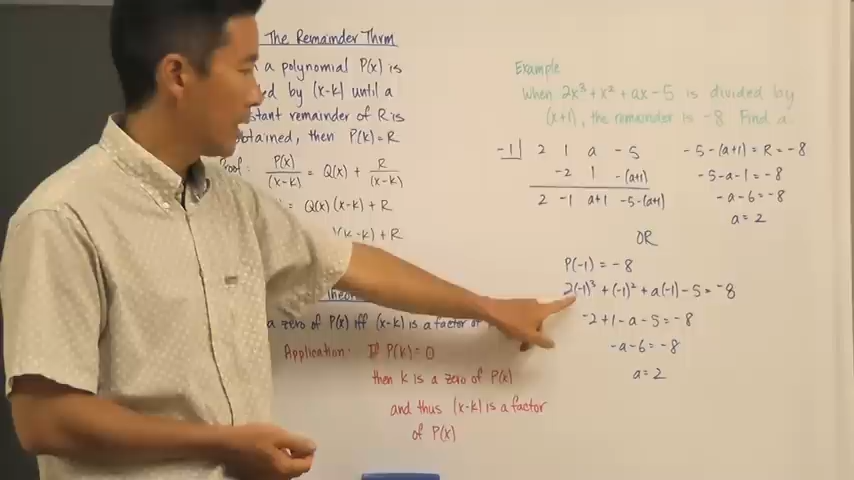 The Remainder Thrm
a polynomial P(x) is
ed by (x-k) until a
stant remainder of R is
obtained, then P(k)=R
Proof: P(x)/(x-k) = Q(x) + R/(x-k)
= Q(x)(x-k)+R
(x-k)+R
Theo
a zero of P(x) iff (x-k) is a factor of
Application: If P(k)=0
then k is a zero of P(x)
and thus (x-k) is a factor
of P(x)
Example
When 2x³+x²+ax-5 is divided by
(x+1), the remainder is -8. Find a.
-1 2 1 a -5
-2 1 -(a+1)
2 -1 a+1 -5-(a+1)
-5-(a+1)=R=-8
-5-a-1=-8
-a-6=-8
a=2
OR
P(-1) = -8
2(-1)³+(-1)²+a(-1)-5=-8
-2+1-a-5=-8
-a-6=-8
a=2